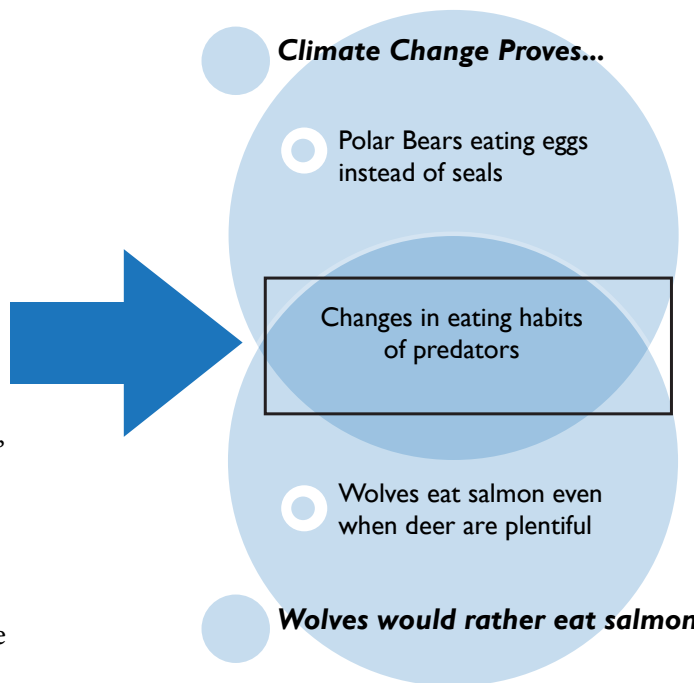 Climate Change Proves...
Polar Bears eating eggs
instead of seals
Changes in eating habits
of predators
,
Wolves eat salmon even
when deer are plentiful
Wolves would rather eat salmon
e